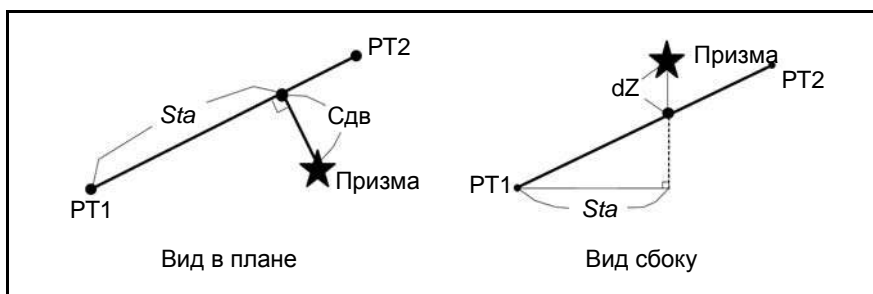 PT2
Sta
Сдв
Призма
PT1
Вид в плане
Призма
dZ
PT2
PT1
Sta
Вид сбоку